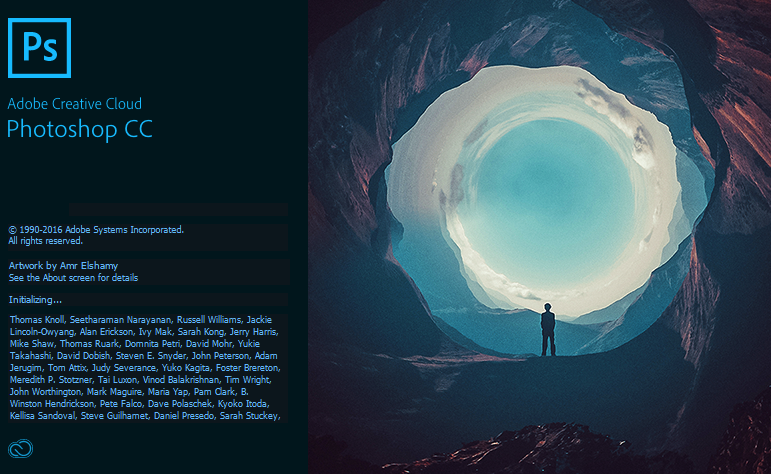 Ps
Adobe Creative Cloud
Photoshop CC
© 1990-2016 Adobe Systems Incorporated.
All rights reserved.
Artwork by Amr Elshamy
See the About screen for details
Initializing...
Thomas Knoll, Seetharaman Narayanan, Russell Williams, Jackie
Lincoln-Owyang, Alan Erickson, Ivy Mak, Sarah Kong, Jerry Harris,
Mike Shaw, Thomas Ruark, Domnita Petri, David Mohr, Yukie
Takahashi, David Dobish, Steven E. Snyder, John Peterson, Adam
Jerugim, Tom Attix, Judy Severance, Yuko Kagita, Foster Brereton,
Meredith P. Stotzner, Tai Luxon, Vinod Balakrishnan, Tim Wright,
John Worthington, Mark Maguire, Maria Yap, Pam Clark, B.
Winston Hendrickson, Pete Falco, Dave Polaschek, Kyoko Itoda,
Kellisa Sandoval, Steve Guilhamet, Daniel Presedo, Sarah Stuckey,